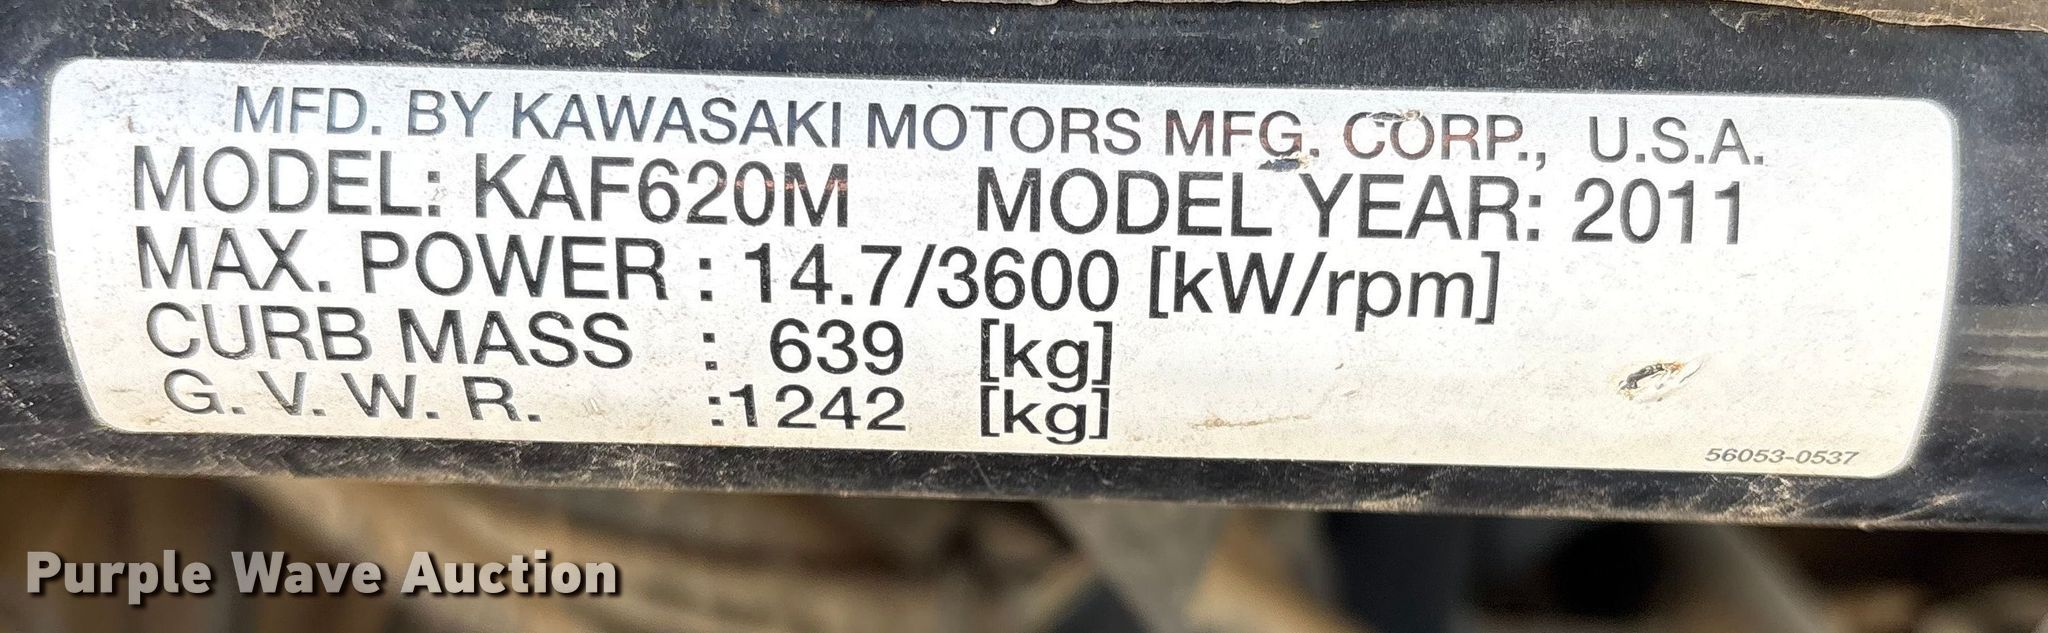 MFD. BY KAWASAKI MOTORS MFG. CORP., U.S.A.
MODEL: KAF620M MODEL YEAR: 2011
MAX. POWER : 14.7/3600 [kW/rpm]
CURB MASS : 639 [kg]
G. V. W. R. :1242 [kg]
56053-0537
Purple Wave Auction